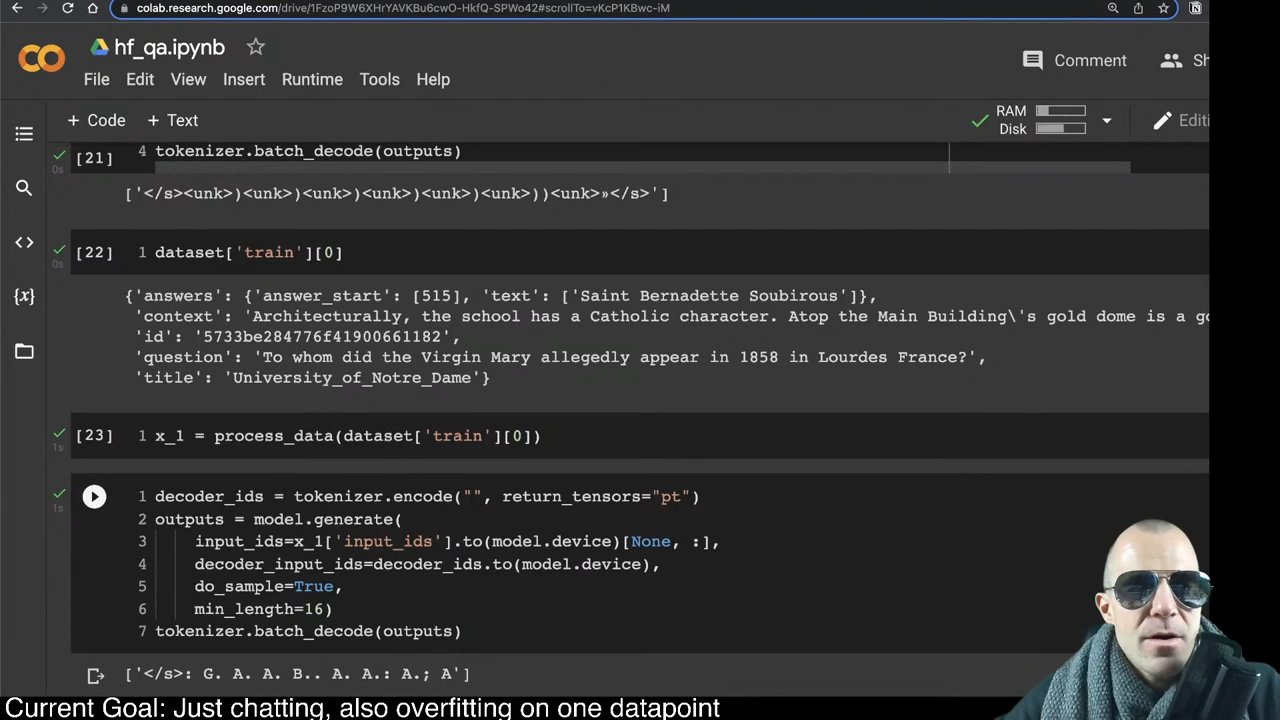 colab.research.google.com/drive/1FzoP9W6XHrYAVKBu6cwO-HkfQ-SPWo42#scrollTo=vKcP1KBwc-iM
hf_qa.ipynb
Comment
Sh
File Edit View Insert Runtime Tools Help
+ Code + Text
RAM
Disk
Editi
[21] 4 tokenizer.batch_decode(outputs)
0s
['</s><unk>)<unk>)<unk>)<unk>)<unk>)<unk>))<unk>»</s>']
[22] 1 dataset['train'][0]
0s
{'answers': {'answer_start': [515], 'text': ['Saint Bernadette Soubirous']},
'context': 'Architecturally, the school has a Catholic character. Atop the Main Building\'s gold dome is a go
'id': '5733be284776f41900661182',
'question': 'To whom did the Virgin Mary allegedly appear in 1858 in Lourdes France?',
'title': 'University_of_Notre_Dame'}
[23] 1 x_1 = process_data(dataset['train'][0])
1s
1 decoder_ids = tokenizer.encode("", return_tensors="pt")
1s
2 outputs = model.generate(
3 input_ids=x_1['input_ids'].to(model.device)[None, :],
4 decoder_input_ids=decoder_ids.to(model.device),
5 do_sample=True,
6 min_length=16)
7 tokenizer.batch_decode(outputs)
['</s>: G. A. A. B.. A. A.: A.; A']
Current Goal: Just chatting, also overfitting on one datapoint